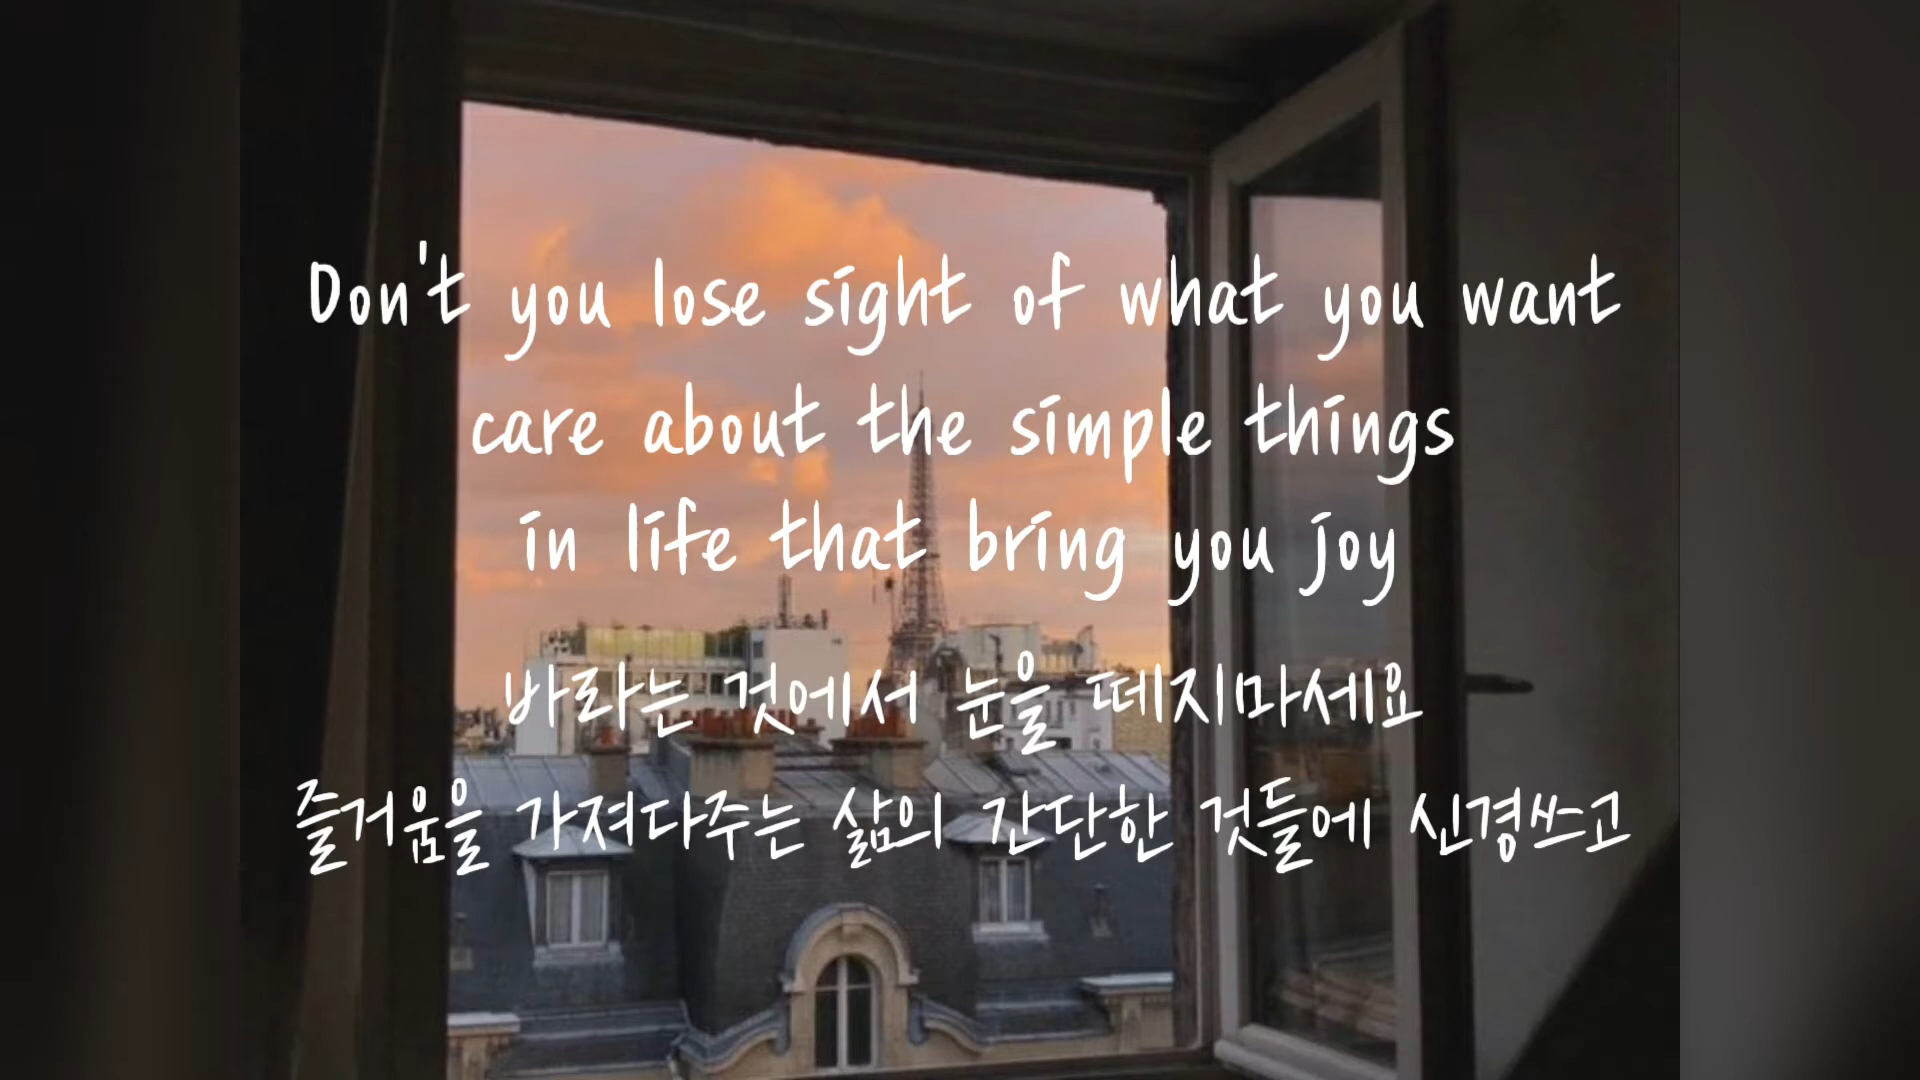 Don't you lose sight of what you want
care about the simple things
in life that bring you joy
바라는 것에서 눈을 떼지마세요
즐거움을 가져다주는 삶의 간단한 것들에 신경쓰고